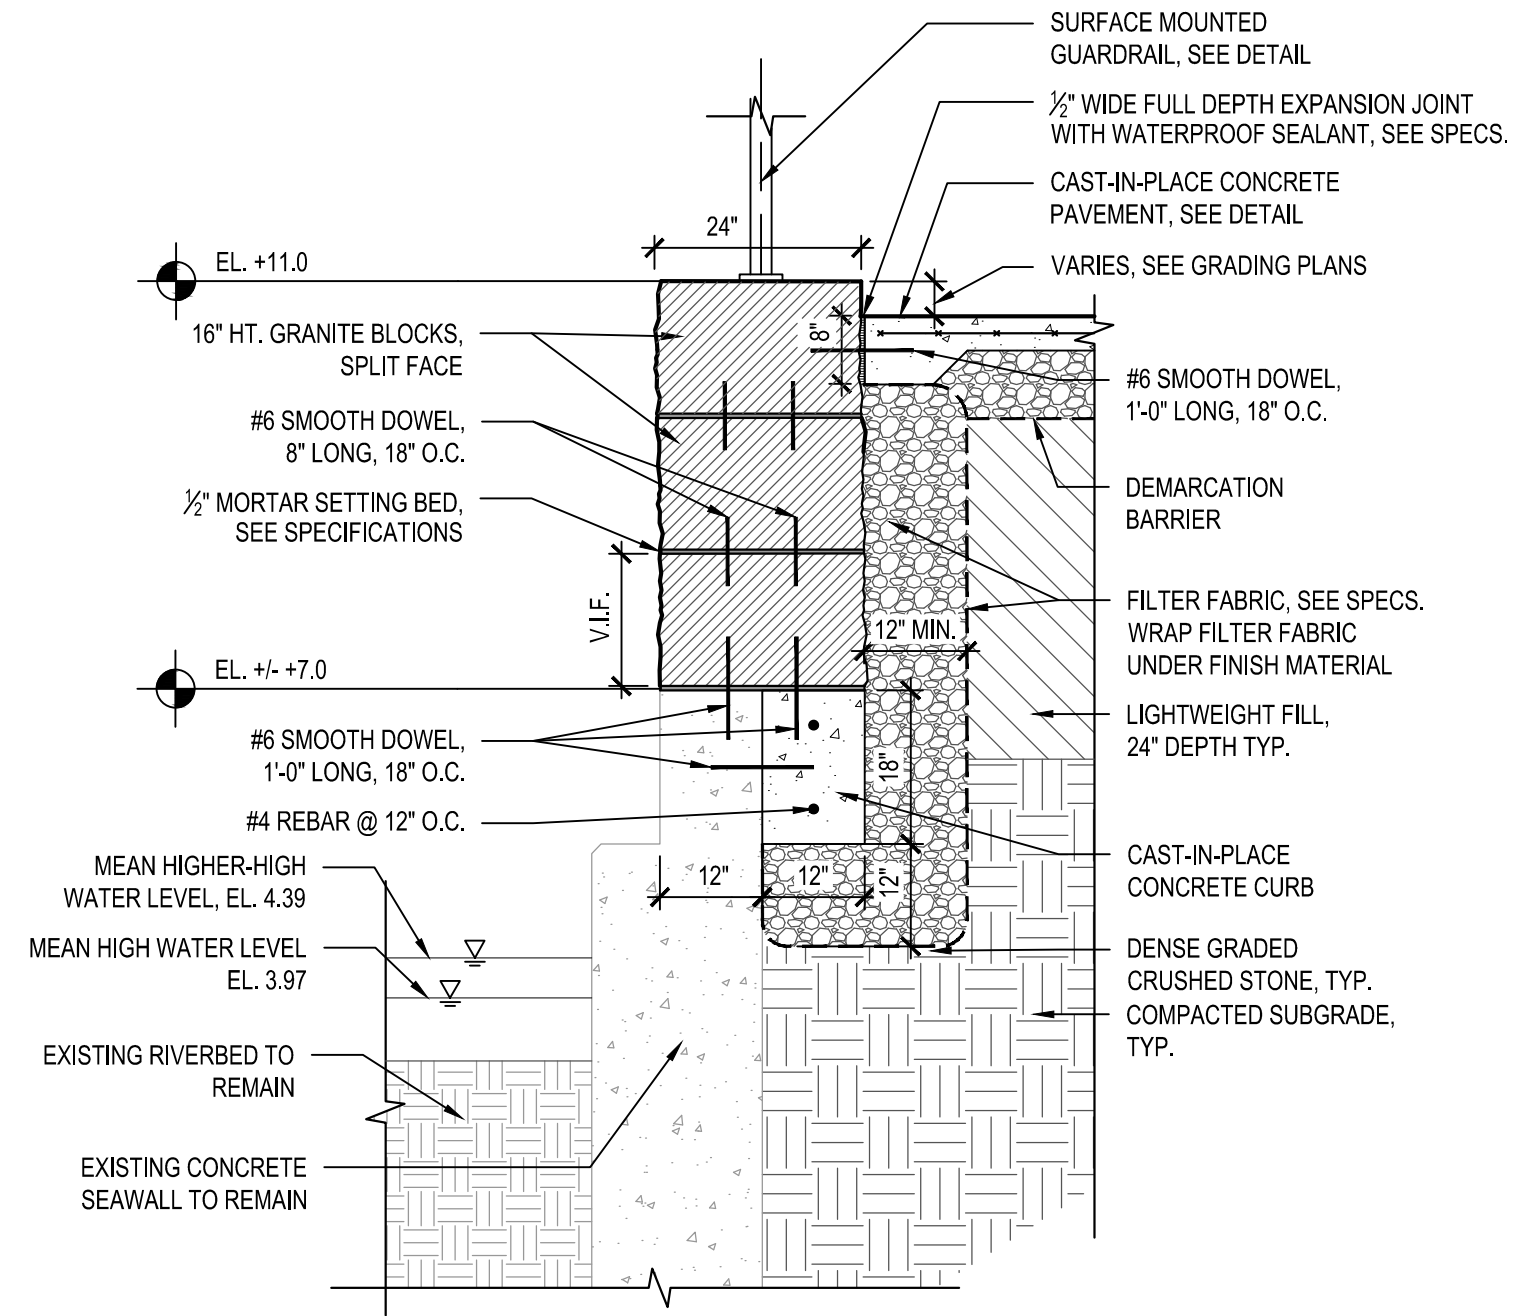 SURFACE MOUNTED
GUARDRAIL, SEE DETAIL
½" WIDE FULL DEPTH EXPANSION JOINT
WITH WATERPROOF SEALANT, SEE SPECS.
CAST-IN-PLACE CONCRETE
PAVEMENT, SEE DETAIL
VARIES, SEE GRADING PLANS
24"
EL. +11.0
16" HT. GRANITE BLOCKS,
SPLIT FACE
8"
#6 SMOOTH DOWEL,
1'-0" LONG, 18" O.C.
#6 SMOOTH DOWEL,
8" LONG, 18" O.C.
½" MORTAR SETTING BED,
SEE SPECIFICATIONS
DEMARCATION
BARRIER
V.I.F.
12" MIN.
FILTER FABRIC, SEE SPECS.
WRAP FILTER FABRIC
UNDER FINISH MATERIAL
EL. +/- +7.0
LIGHTWEIGHT FILL,
24" DEPTH TYP.
#6 SMOOTH DOWEL,
1'-0" LONG, 18" O.C.
18"
#4 REBAR @ 12" O.C.
CAST-IN-PLACE
CONCRETE CURB
12"
12"
12"
MEAN HIGHER-HIGH
WATER LEVEL, EL. 4.39
MEAN HIGH WATER LEVEL
EL. 3.97
DENSE GRADED
CRUSHED STONE, TYP.
COMPACTED SUBGRADE,
TYP.
EXISTING RIVERBED TO
REMAIN
EXISTING CONCRETE
SEAWALL TO REMAIN